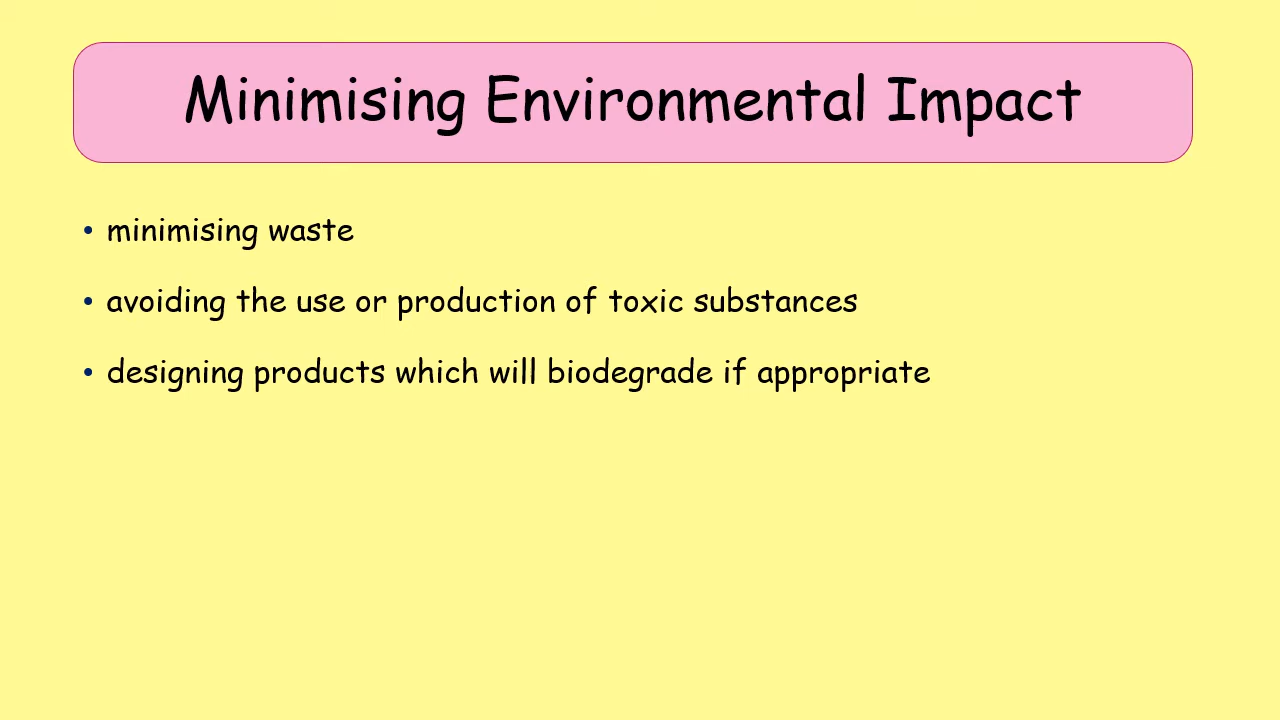 Minimising Environmental Impact
• minimising waste
• avoiding the use or production of toxic substances
• designing products which will biodegrade if appropriate